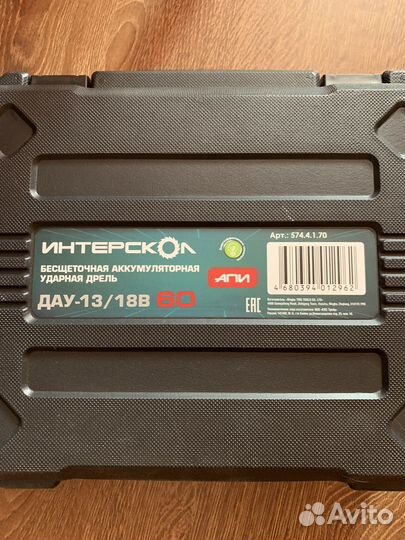 Арт.: 574.4.1.70
ИНТЕРСКОЛ
БЕСЩЕТОЧНАЯ АККУМУЛЯТОРНАЯ
УДАРНАЯ ДРЕЛЬ
АПИ
ДАУ-13/18В 60
EAC
4 680394 012962
Avito